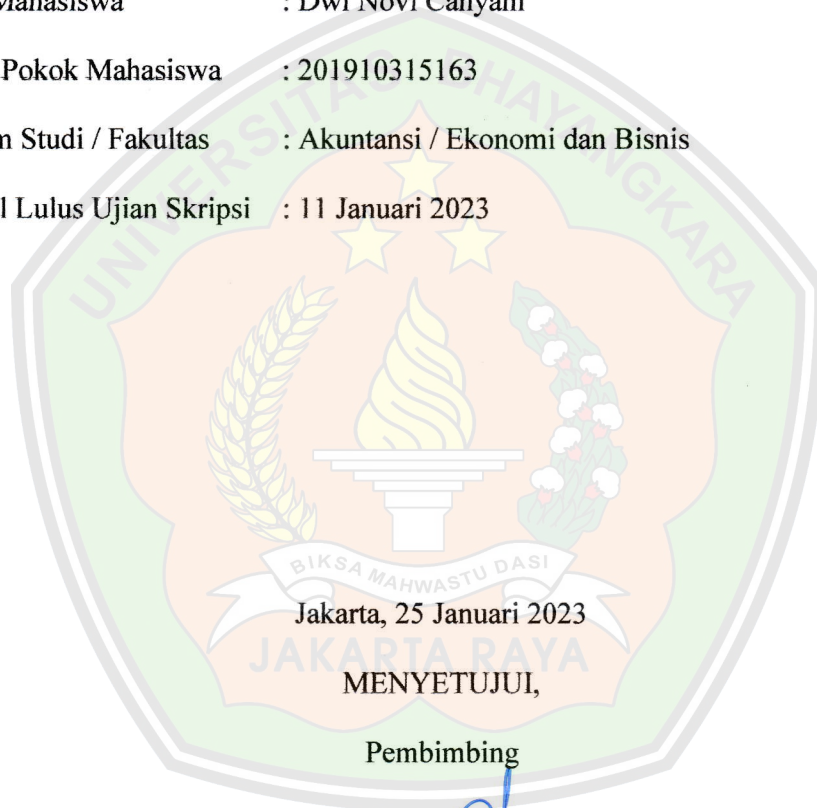 Mahasiswa : Dwi Novi Cahyani
Pokok Mahasiswa : 201910315163
Studi / Fakultas : Akuntansi / Ekonomi dan Bisnis
Lulus Ujian Skripsi : 11 Januari 2023
UNIVERSITAS BHAYANGKARA
BIKSA MAHWASTU DASI
Jakarta, 25 Januari 2023
JAKARTA RAYA
MENYETUJUI,
Pembimbing